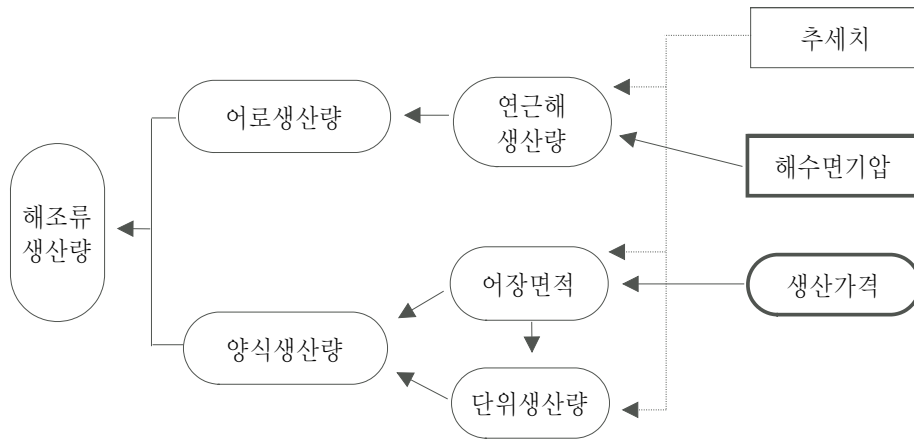 추세치
연근해
생산량
어로생산량
해수면기압
해조류
생산량
어장면적
생산가격
양식생산량
단위생산량